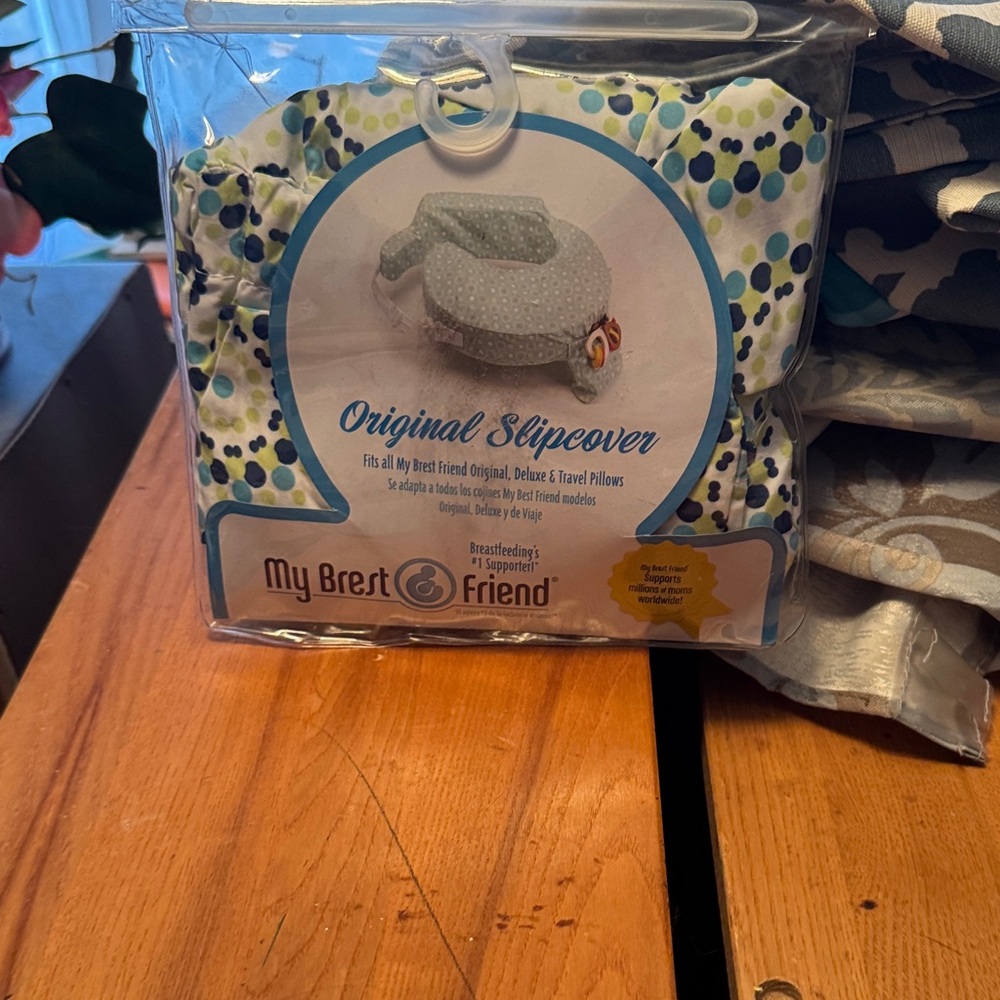 Original Slipcover
Fits all My Brest Friend Original, Deluxe & Travel Pillows
Se adapta a todos los cojines My Best Friend modelos
Original, Deluxe y de Viaje
Breastfeeding's
#1 Supporter!™
My Brest Friend®
My Brest Friend
Supports
millions of moms
worldwide!